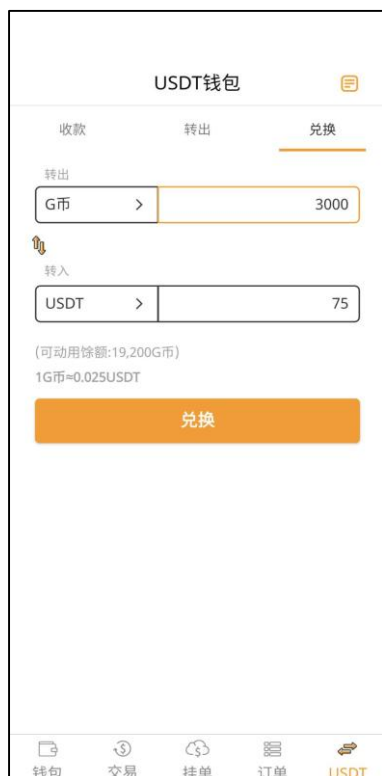 USDT钱包
收款
转出
兑换
转出
G币 > 3000
转入
USDT > 75
(可动用馀额:19,200G币)
1G币≈0.025USDT
兑换
钱包
交易
挂单
订单
USDT